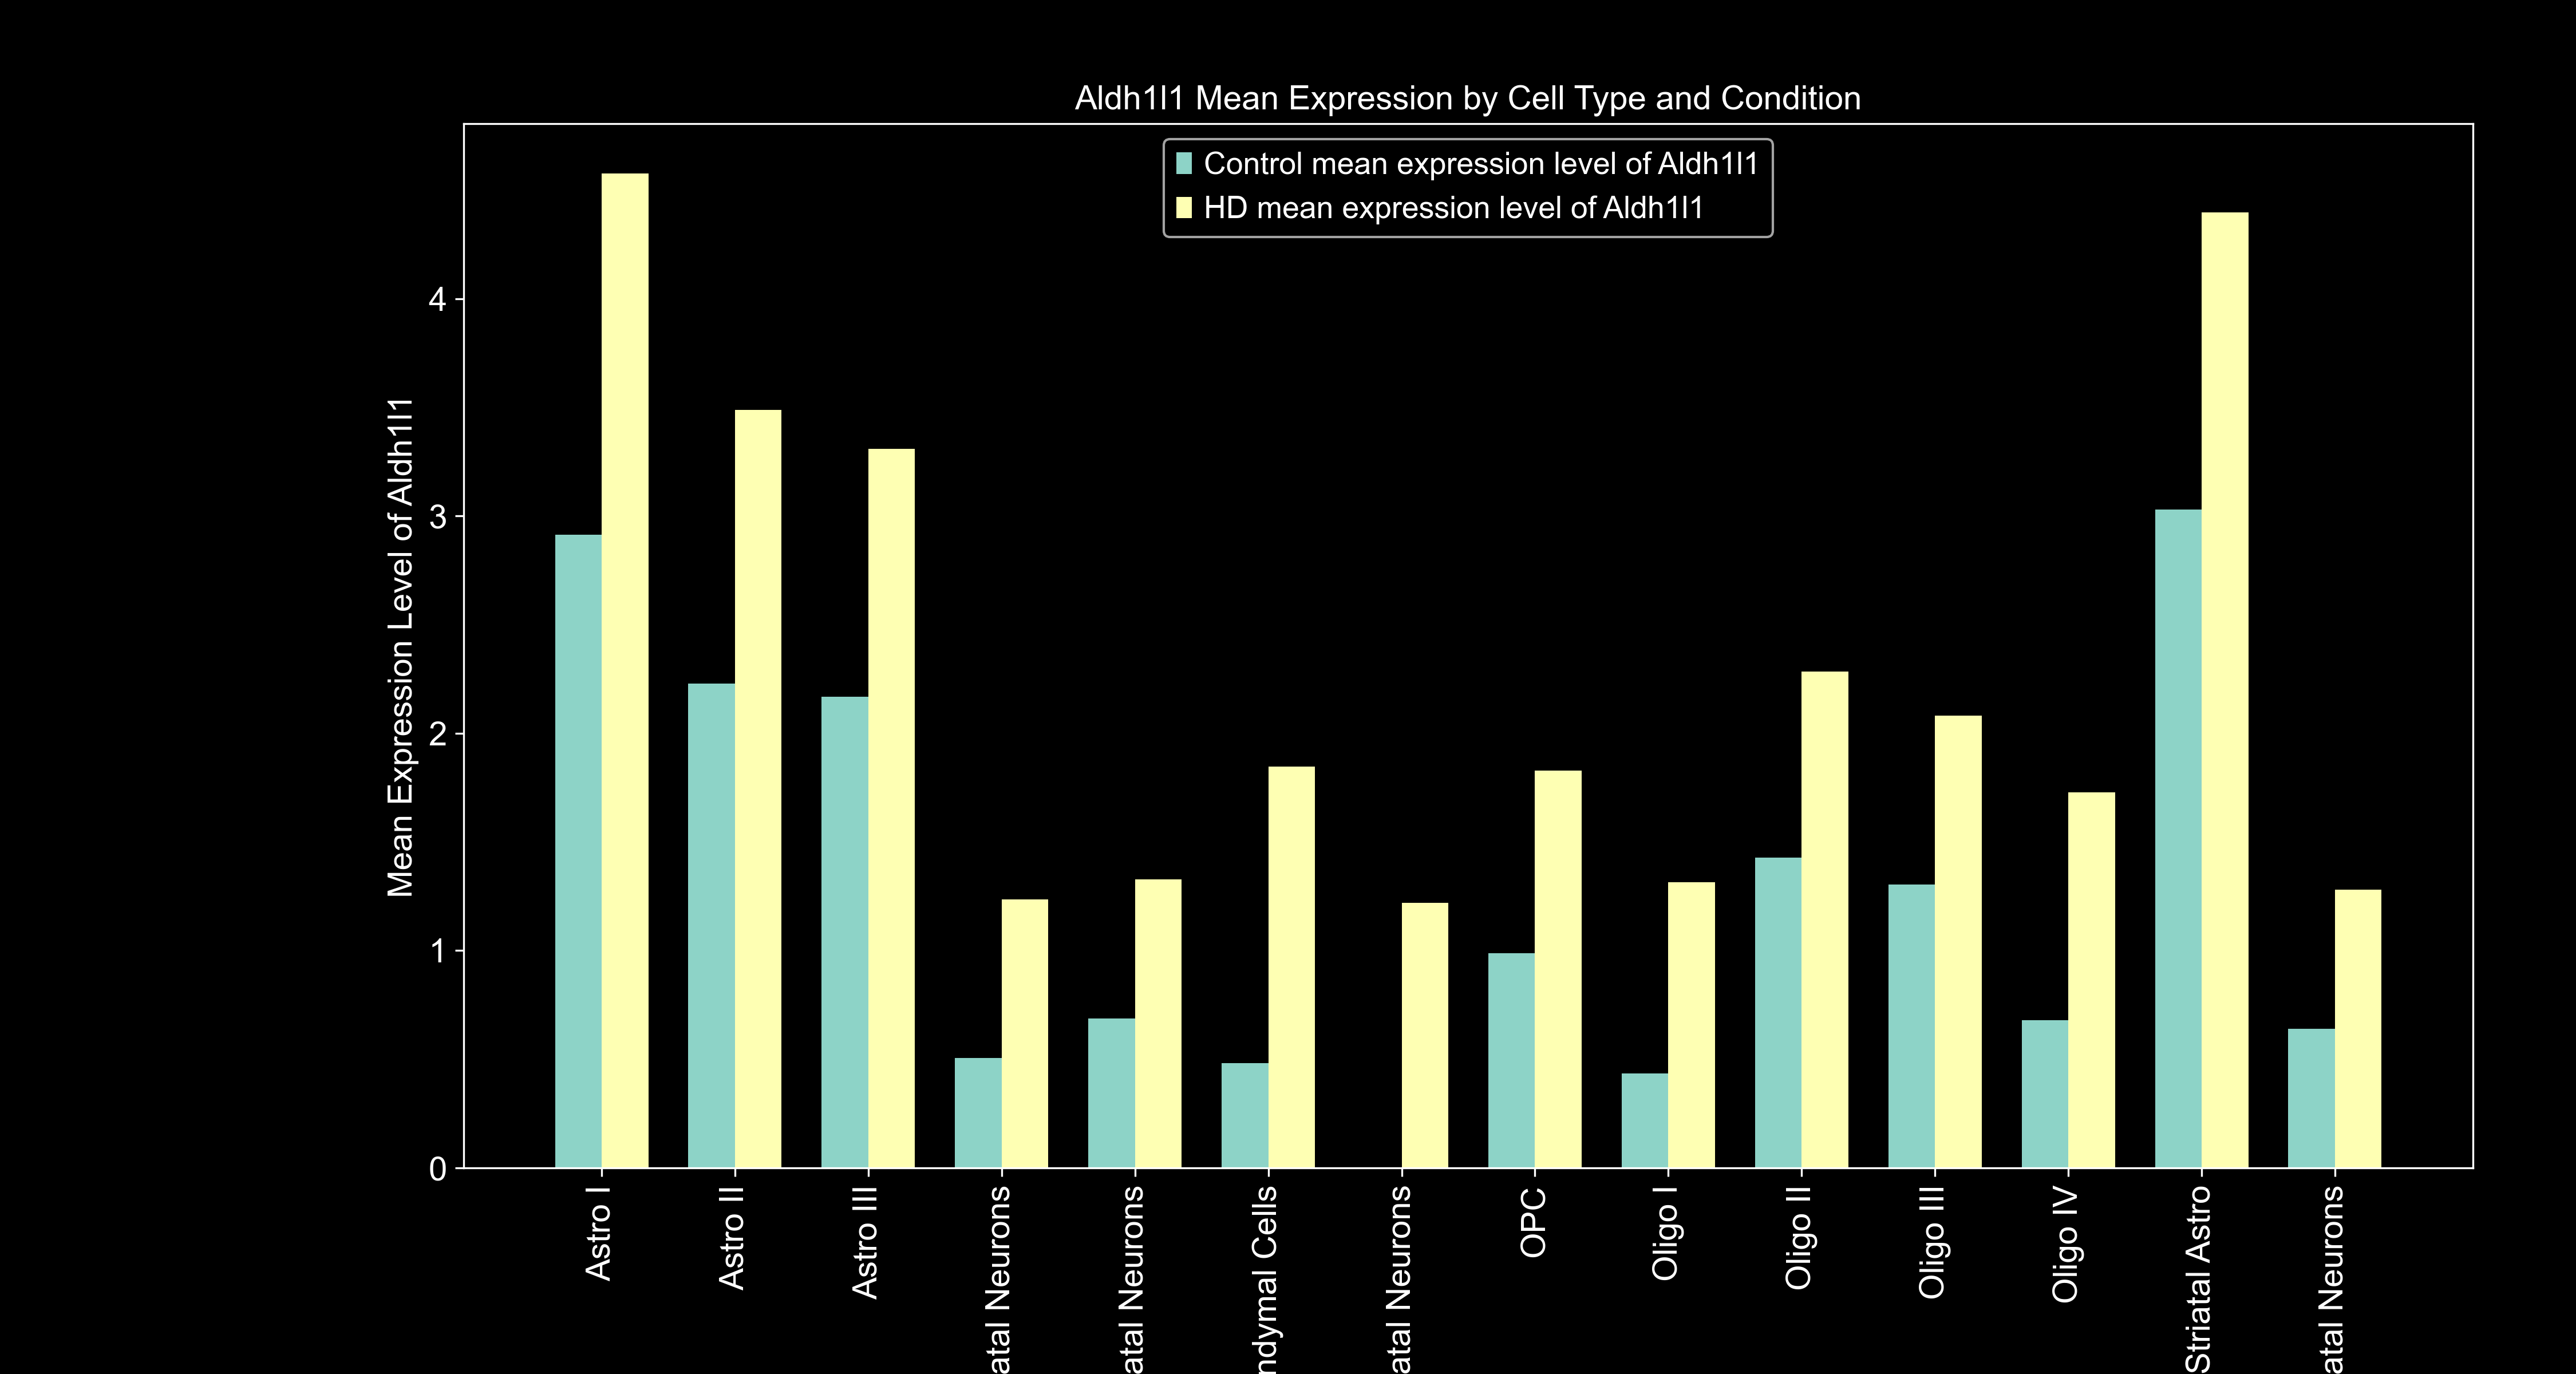 Aldh1l1 Mean Expression by Cell Type and Condition
Control mean expression level of Aldh1l1
HD mean expression level of Aldh1l1
Mean Expression Level of Aldh1l1
4
3
2
1
0
Astro I
Astro II
Astro III
atal Neurons
atal Neurons
ndymal Cells
atal Neurons
OPC
Oligo I
Oligo II
Oligo III
Oligo IV
Striatal Astro
atal Neurons